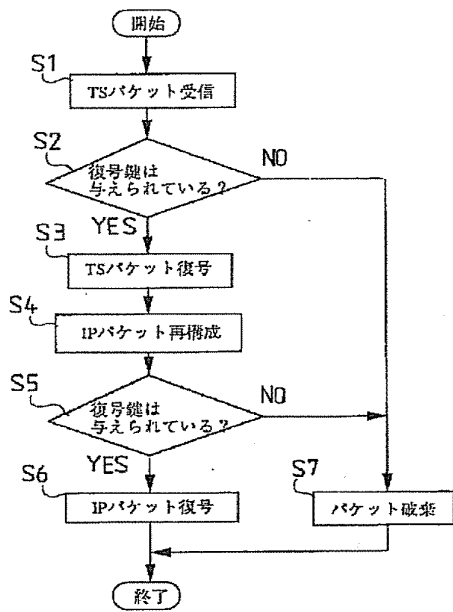 開始
S1
TSパケット受信
S2
復号鍵は
与えられている?
NO
YES
S3
TSパケット復号
S4
IPパケット再構成
S5
復号鍵は
与えられている?
NO
YES
S6
IPパケット復号
S7
パケット破棄
終了